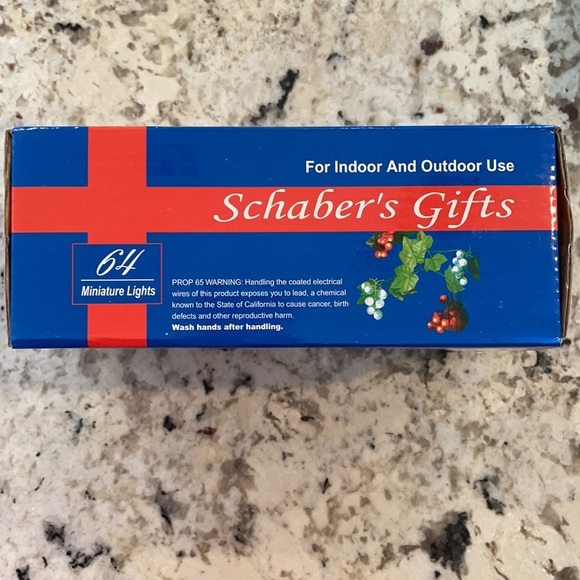 For Indoor And Outdoor Use
Schaber's Gifts
64
Miniature Lights
PROP 65 WARNING: Handling the coated electrical
wires of this product exposes you to lead, a chemical
known to the State of California to cause cancer, birth
defects and other reproductive harm.
Wash hands after handling.